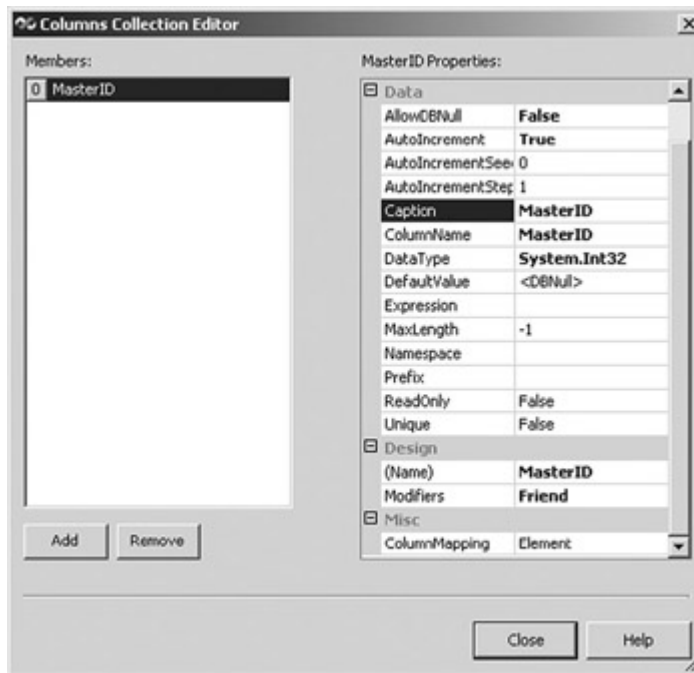 Columns Collection Editor
Members:
0 MasterID
Add Remove
MasterID Properties:
Data
AllowDBNull False
AutoIncrement True
AutoIncrementSee 0
AutoIncrementStep 1
Caption MasterID
ColumnName MasterID
DataType System.Int32
DefaultValue <DBNull>
Expression
MaxLength -1
Namespace
Prefix
ReadOnly False
Unique False
Design
(Name) MasterID
Modifiers Friend
Misc
ColumnMapping Element
Close Help